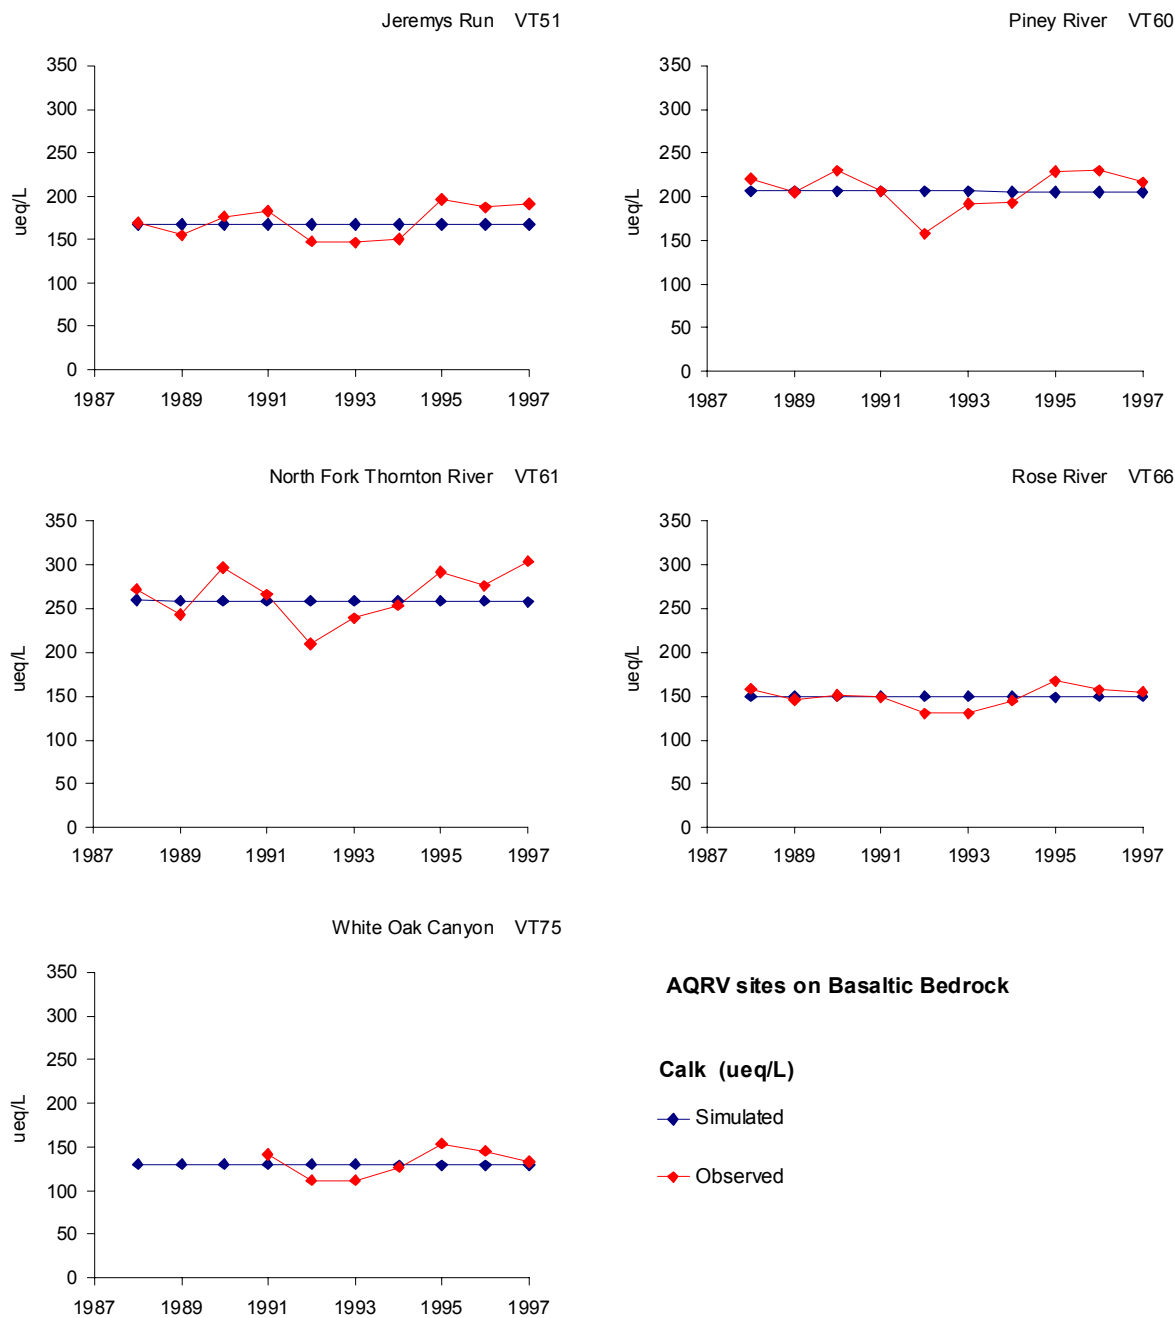 Jeremys Run VT51
350
300
250
200
150
100
50
0
ueq/L
1987 1989 1991 1993 1995 1997
Piney River VT60
350
300
250
200
150
100
50
0
ueq/L
1987 1989 1991 1993 1995 1997
North Fork Thornton River VT61
350
300
250
200
150
100
50
0
ueq/L
1987 1989 1991 1993 1995 1997
Rose River VT66
350
300
250
200
150
100
50
0
ueq/L
1987 1989 1991 1993 1995 1997
White Oak Canyon VT75
350
300
250
200
150
100
50
0
ueq/L
1987 1989 1991 1993 1995 1997
AQRV sites on Basaltic Bedrock
Calk (ueq/L)
Simulated
Observed